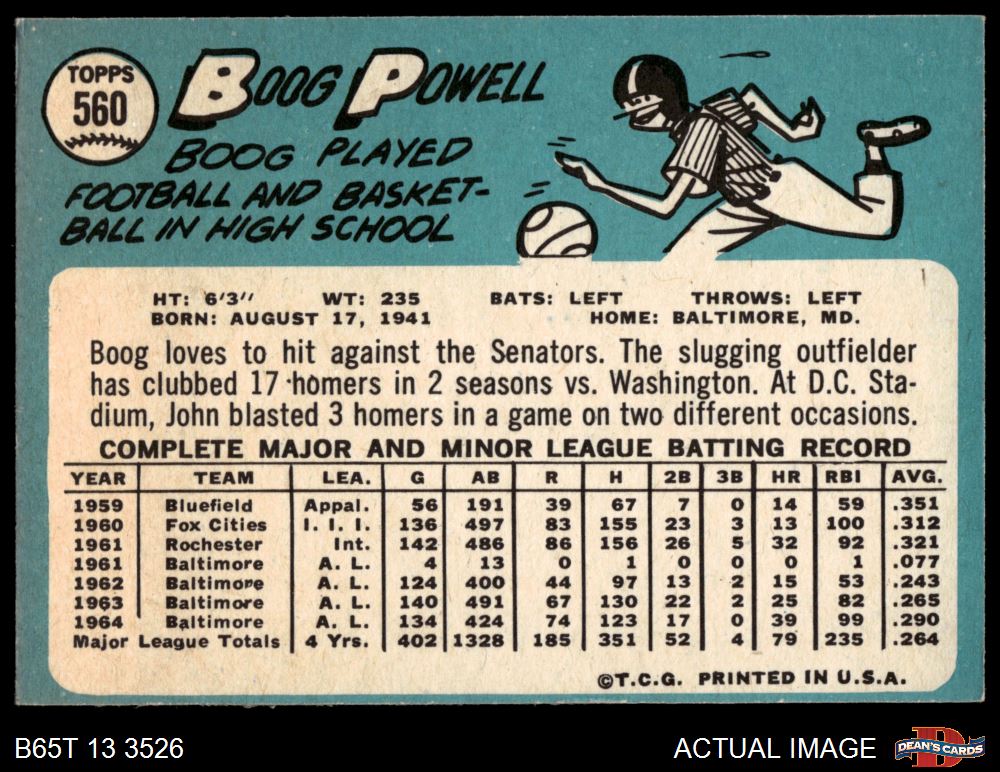 TOPPS
560
BOOG POWELL
BOOG PLAYED
FOOTBALL AND BASKET-
BALL IN HIGH SCHOOL
HT: 6'3" WT: 235 BATS: LEFT THROWS: LEFT
BORN: AUGUST 17, 1941 HOME: BALTIMORE, MD.
Boog loves to hit against the Senators. The slugging outfielder
has clubbed 17 homers in 2 seasons vs. Washington. At D.C. Sta-
dium, John blasted 3 homers in a game on two different occasions.
COMPLETE MAJOR AND MINOR LEAGUE BATTING RECORD
YEAR TEAM LEA. G AB R H 2B 3B HR RBI AVG.
1959 Bluefield Appal. 56 191 39 67 7 0 14 59 .351
1960 Fox Cities I. I. I. 136 497 83 155 23 3 13 100 .312
1961 Rochester Int. 142 486 86 156 26 5 32 92 .321
1961 Baltimore A. L. 4 13 0 1 0 0 0 1 .077
1962 Baltimore A. L. 124 400 44 97 13 2 15 53 .243
1963 Baltimore A. L. 140 491 67 130 22 2 25 82 .265
1964 Baltimore A. L. 134 424 74 123 17 0 39 99 .290
Major League Totals 4 Yrs. 402 1328 185 351 52 4 79 235 .264
©T.C.G. PRINTED IN U.S.A.
B65T 13 3526 ACTUAL IMAGE
DEAN'S CARDS